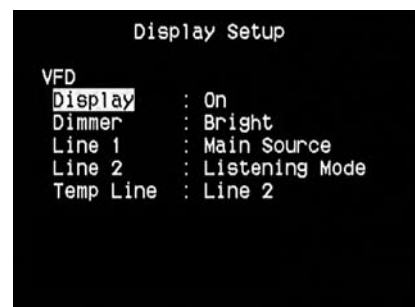 Display Setup
VFD
Display : On
Dimmer : Bright
Line 1 : Main Source
Line 2 : Listening Mode
Temp Line : Line 2